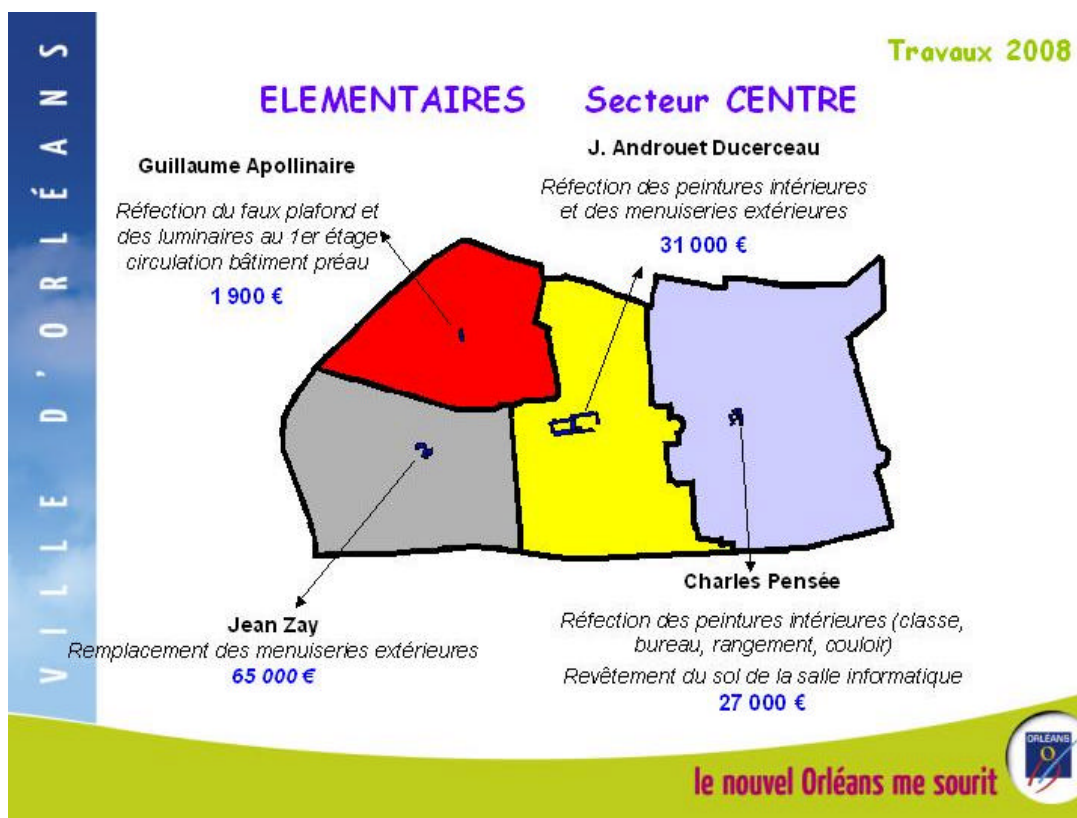 VILLE D'ORLÉANS
Travaux 2008
ELEMENTAIRES Secteur CENTRE
Guillaume Apollinaire
Réfection du faux plafond et
des luminaires au 1er étage
circulation bâtiment préau
1 900 €
J. Androuet Ducerceau
Réfection des peintures intérieures
et des menuiseries extérieures
31 000 €
Jean Zay
Remplacement des menuiseries extérieures
65 000 €
Charles Pensée
Réfection des peintures intérieures (classe,
bureau, rangement, couloir)
Revêtement du sol de la salle informatique
27 000 €
le nouvel Orléans me sourit
ORLÉANS